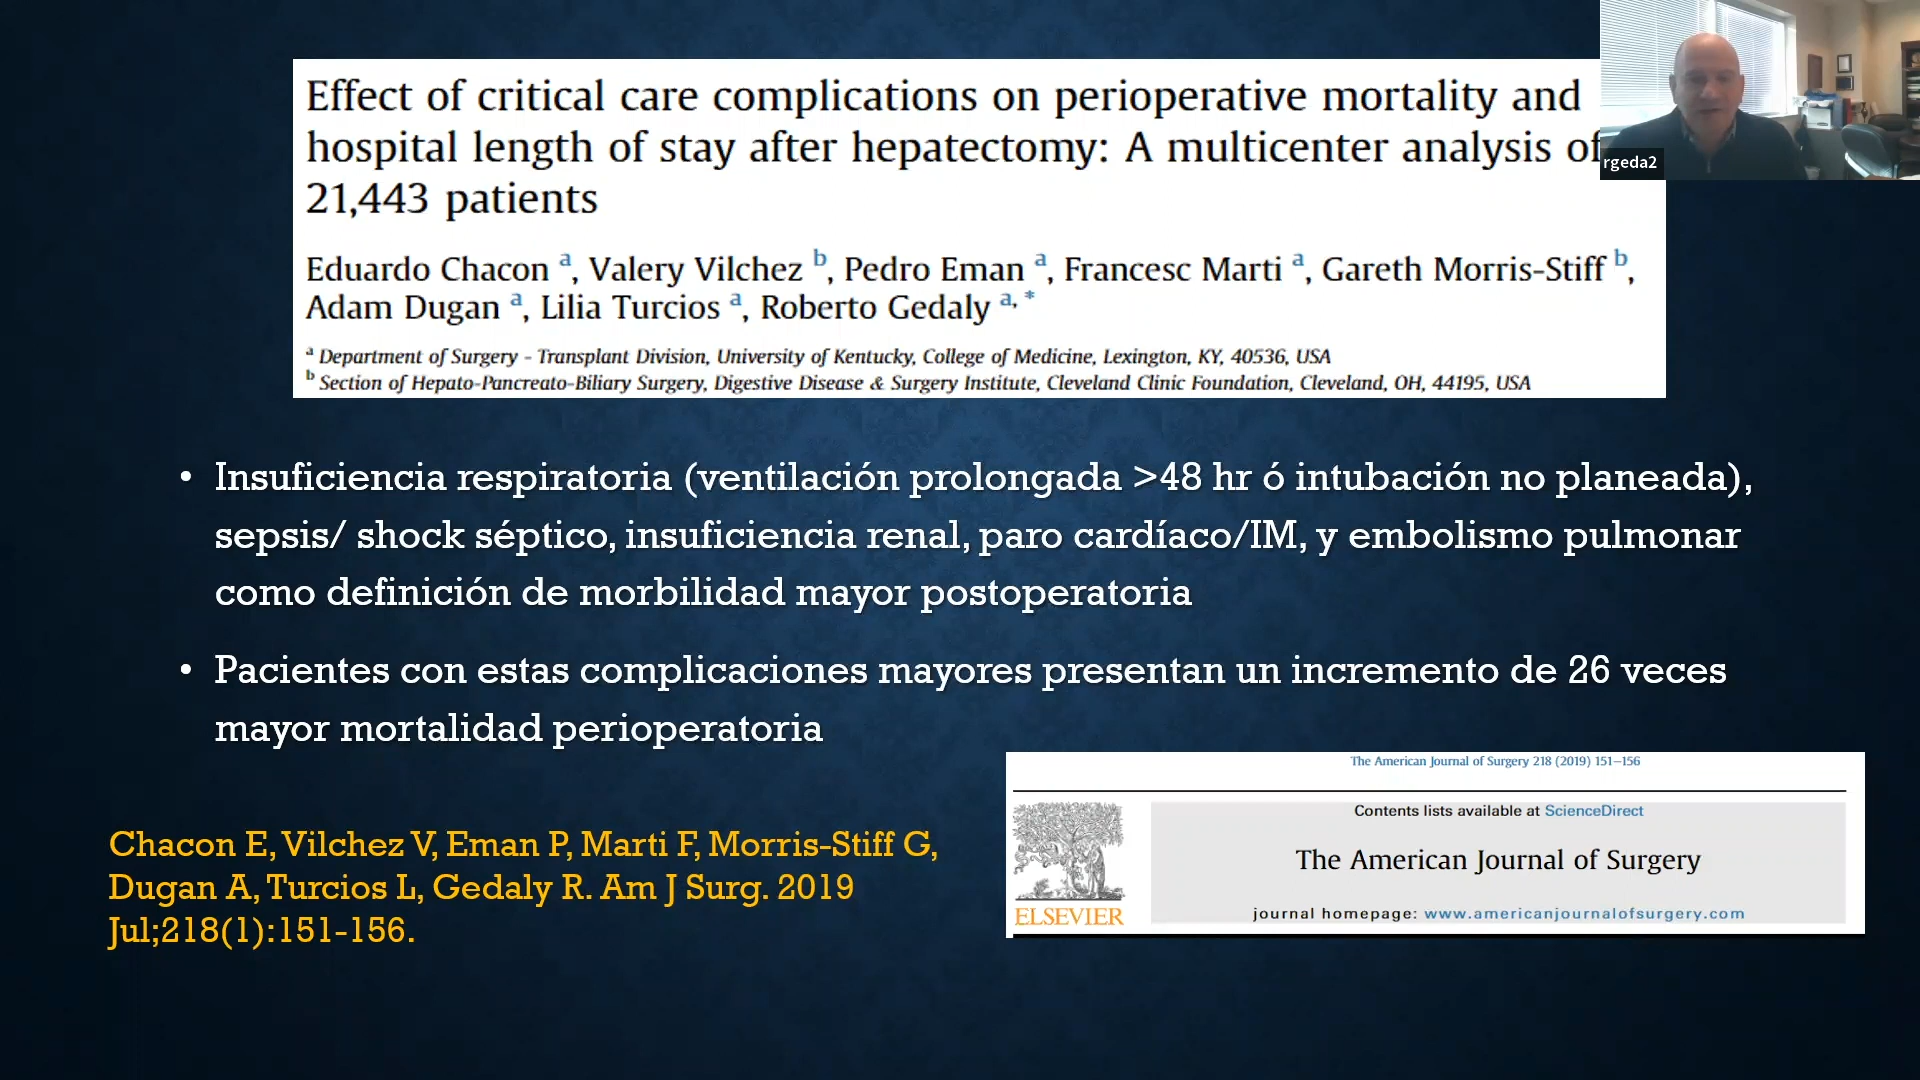 Effect of critical care complications on perioperative mortality and
hospital length of stay after hepatectomy: A multicenter analysis of
21,443 patients
rgeda2
Eduardo Chacon a, Valery Vilchez b, Pedro Eman a, Francesc Marti a, Gareth Morris-Stiff b,
Adam Dugan a, Lilia Turcios a, Roberto Gedaly a, *
a Department of Surgery - Transplant Division, University of Kentucky, College of Medicine, Lexington, KY, 40536, USA
b Section of Hepato-Pancreato-Biliary Surgery, Digestive Disease & Surgery Institute, Cleveland Clinic Foundation, Cleveland, OH, 44195, USA
• Insuficiencia respiratoria (ventilación prolongada >48 hr ó intubación no planeada),
sepsis/ shock séptico, insuficiencia renal, paro cardíaco/IM, y embolismo pulmonar
como definición de morbilidad mayor postoperatoria
• Pacientes con estas complicaciones mayores presentan un incremento de 26 veces
mayor mortalidad perioperatoria
Chacon E, Vilchez V, Eman P, Marti F, Morris-Stiff G,
Dugan A, Turcios L, Gedaly R. Am J Surg. 2019
Jul;218(1):151-156.
The American Journal of Surgery 218 (2019) 151–156
Contents lists available at ScienceDirect
The American Journal of Surgery
journal homepage: www.americanjournalofsurgery.com
ELSEVIER